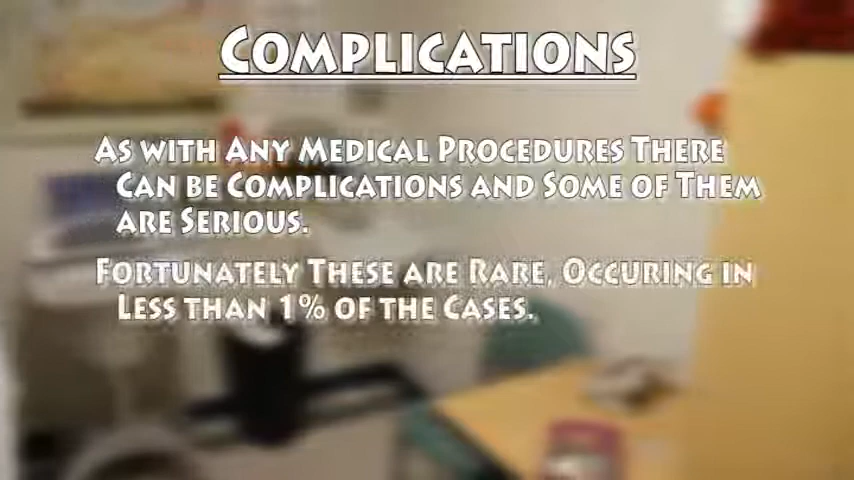 Complications
As with Any Medical Procedures There
Can be Complications and Some of Them
are Serious.
Fortunately These are Rare, Occuring in
Less than 1% of the Cases.